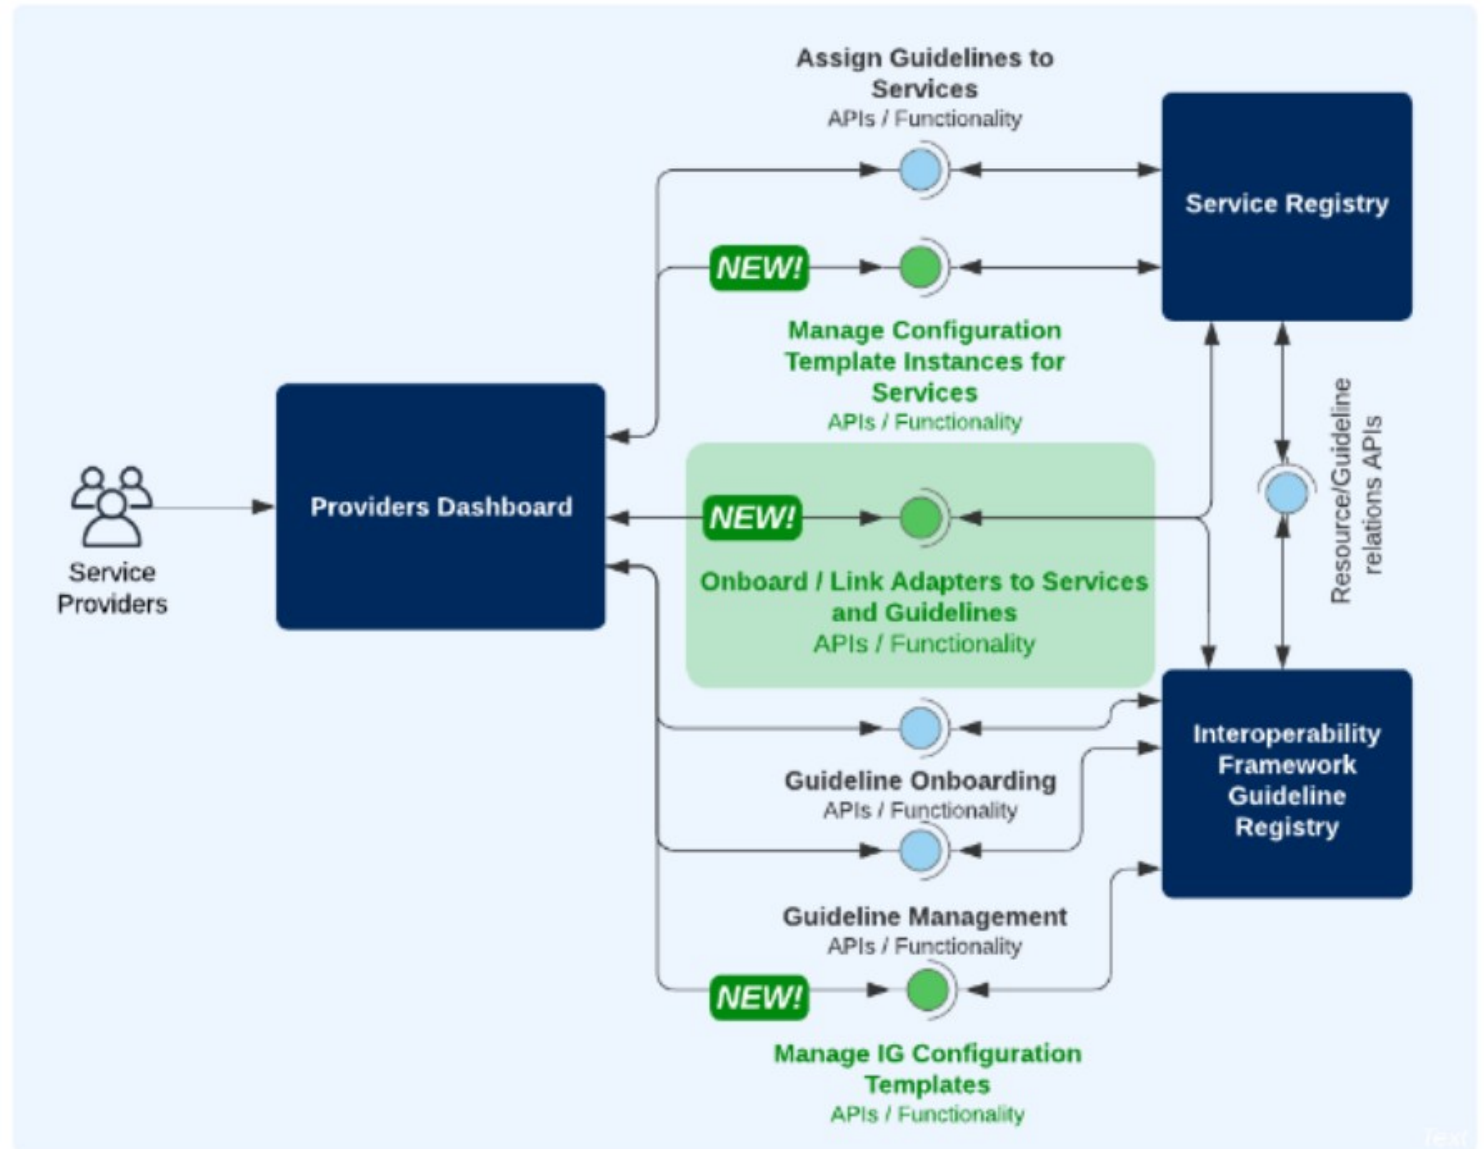 Assign Guidelines to
Services
APIs / Functionality
Service Registry
NEW!
Manage Configuration
Template Instances for
Services
APIs / Functionality
Resource/Guideline
relations APIs
Providers Dashboard
NEW!
Service
Providers
Onboard / Link Adapters to Services
and Guidelines
APIs / Functionality
Interoperability
Framework
Guideline
Registry
Guideline Onboarding
APIs / Functionality
Guideline Management
APIs / Functionality
NEW!
Manage IG Configuration
Templates
APIs / Functionality
Text